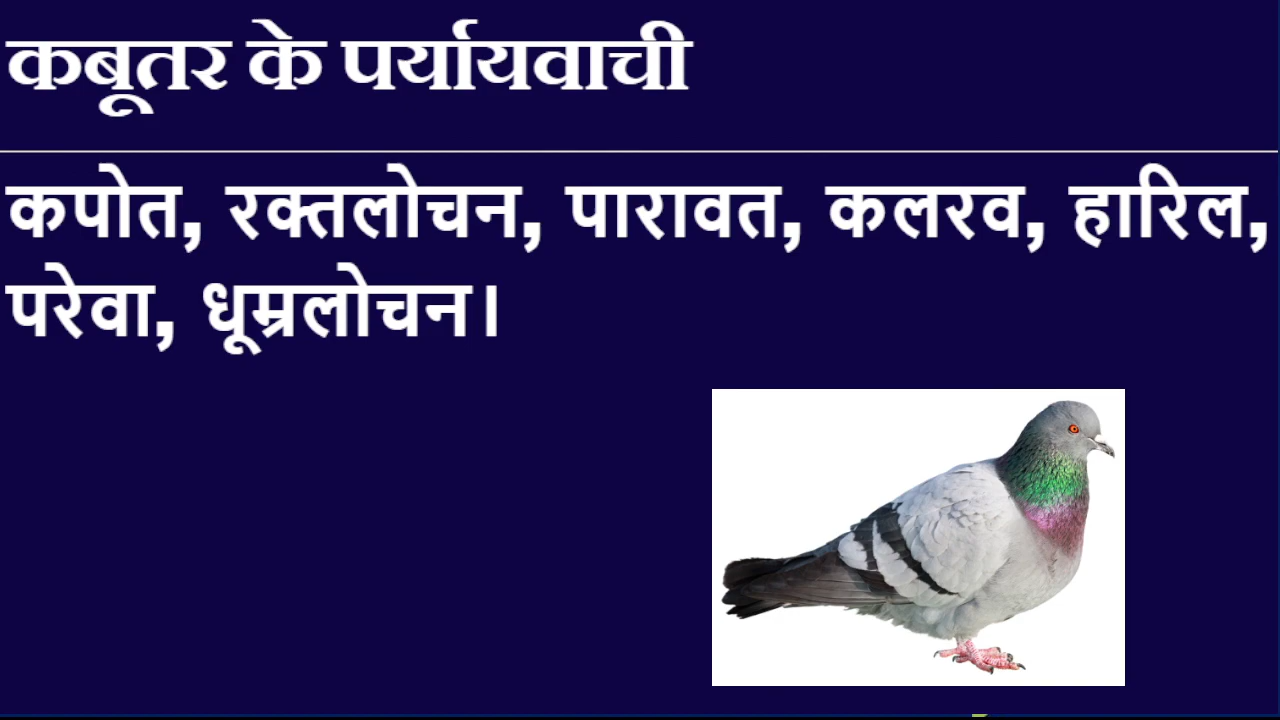 कबूतर के पर्यायवाची
कपोत, रक्तलोचन, पारावत, कलरव, हारिल,
परेवा, धूम्रलोचन।